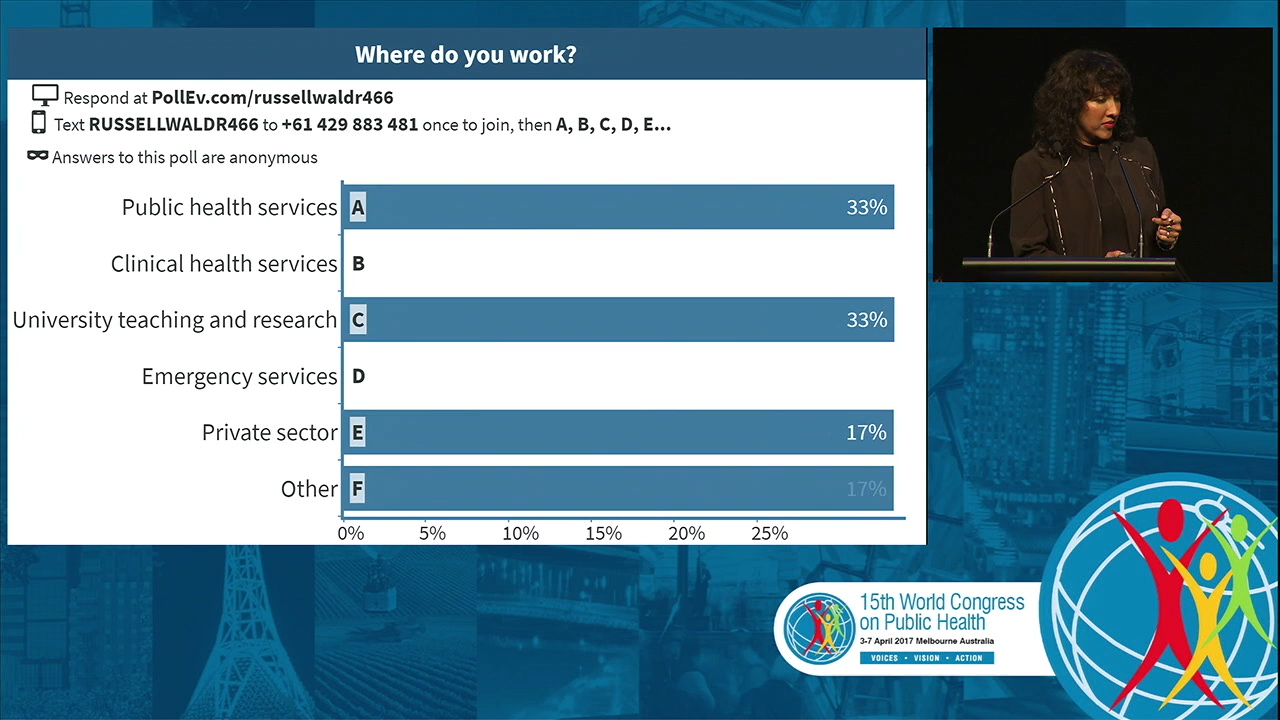 Where do you work?
Respond at PollEv.com/russellwaldr466
Text RUSSELLWALDR466 to +61 429 883 481 once to join, then A, B, C, D, E...
Answers to this poll are anonymous
Public health services A 33%
Clinical health services B
University teaching and research C 33%
Emergency services D
Private sector E 17%
Other F 17%
0% 5% 10% 15% 20% 25%
15th World Congress
on Public Health
3-7 April 2017 Melbourne Australia
VOICES • VISION • ACTION